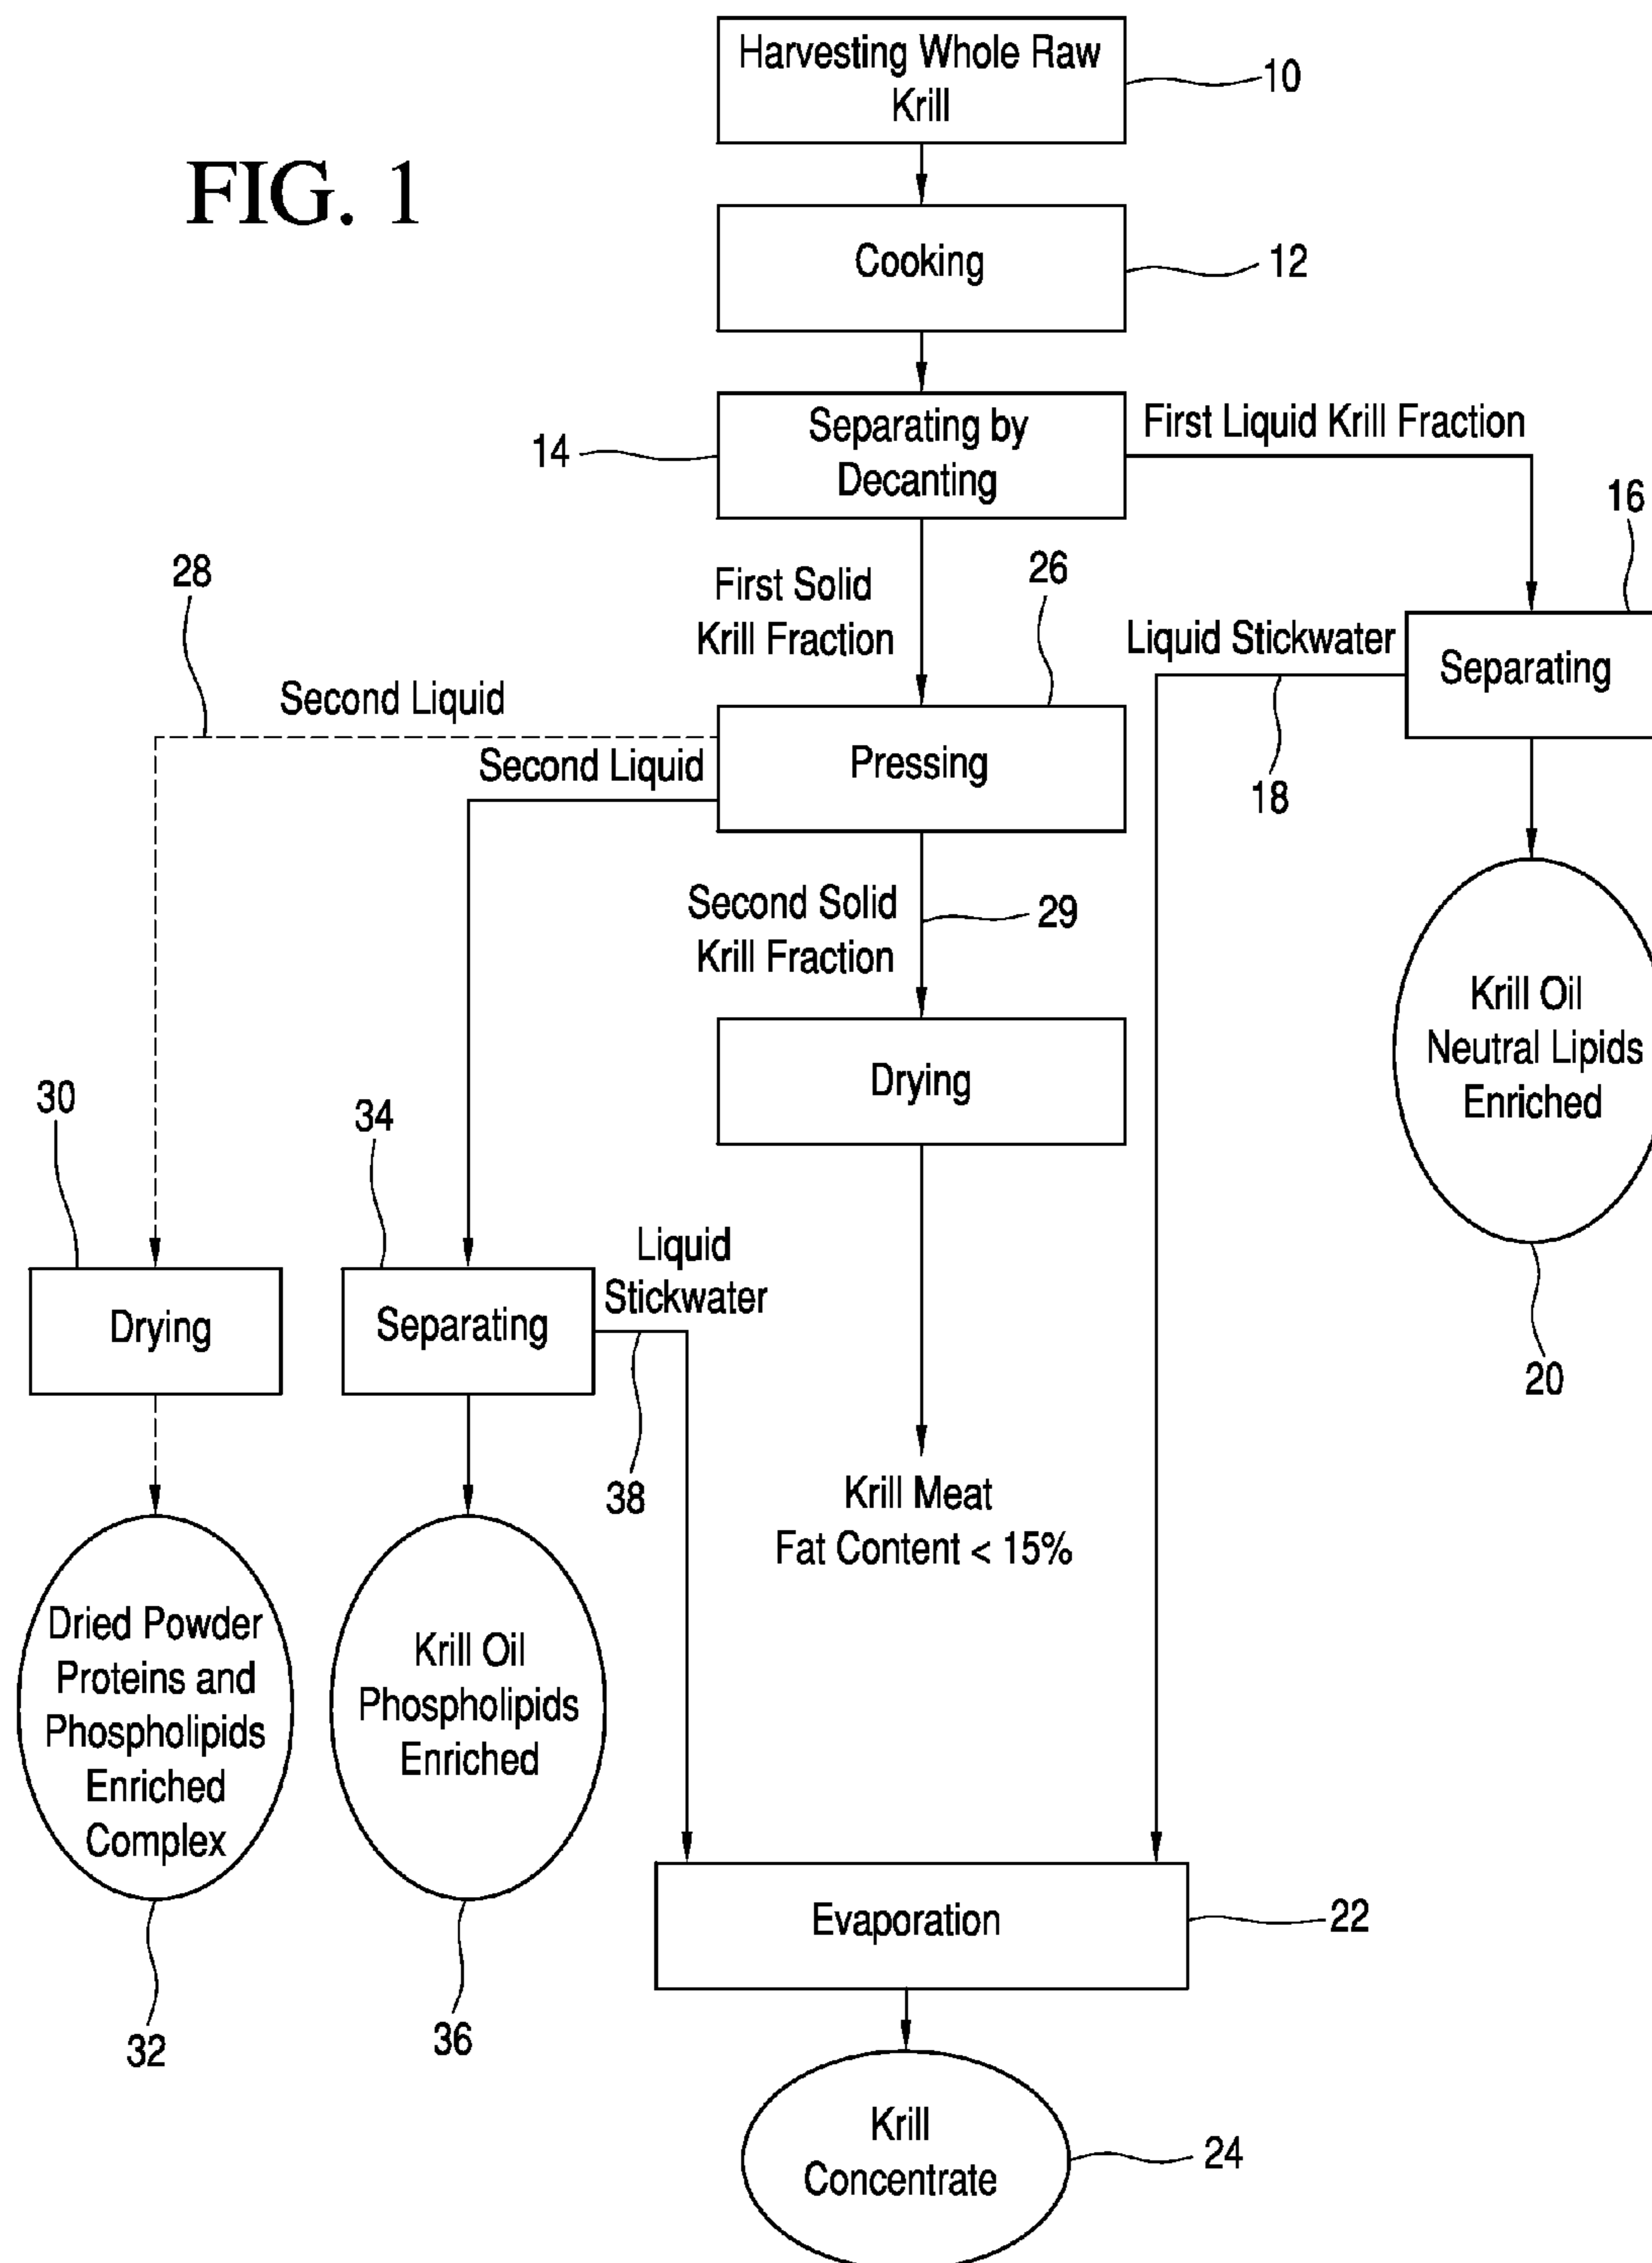 FIG. 1
Harvesting Whole Raw
Krill
10
Cooking
12
Separating by
Decanting
14
First Liquid Krill Fraction
16
First Solid
Krill Fraction
26
28
Liquid Stickwater
Separating
18
Second Liquid
Second Liquid
Pressing
Second Solid
Krill Fraction
29
Krill Oil
Neutral Lipids
Enriched
20
Drying
30
34
Drying
Separating
Liquid
Stickwater
38
Krill Meat
Fat Content < 15%
Dried Powder
Proteins and
Phospholipids
Enriched
Complex
32
Krill Oil
Phospholipids
Enriched
36
Evaporation
22
Krill
Concentrate
24